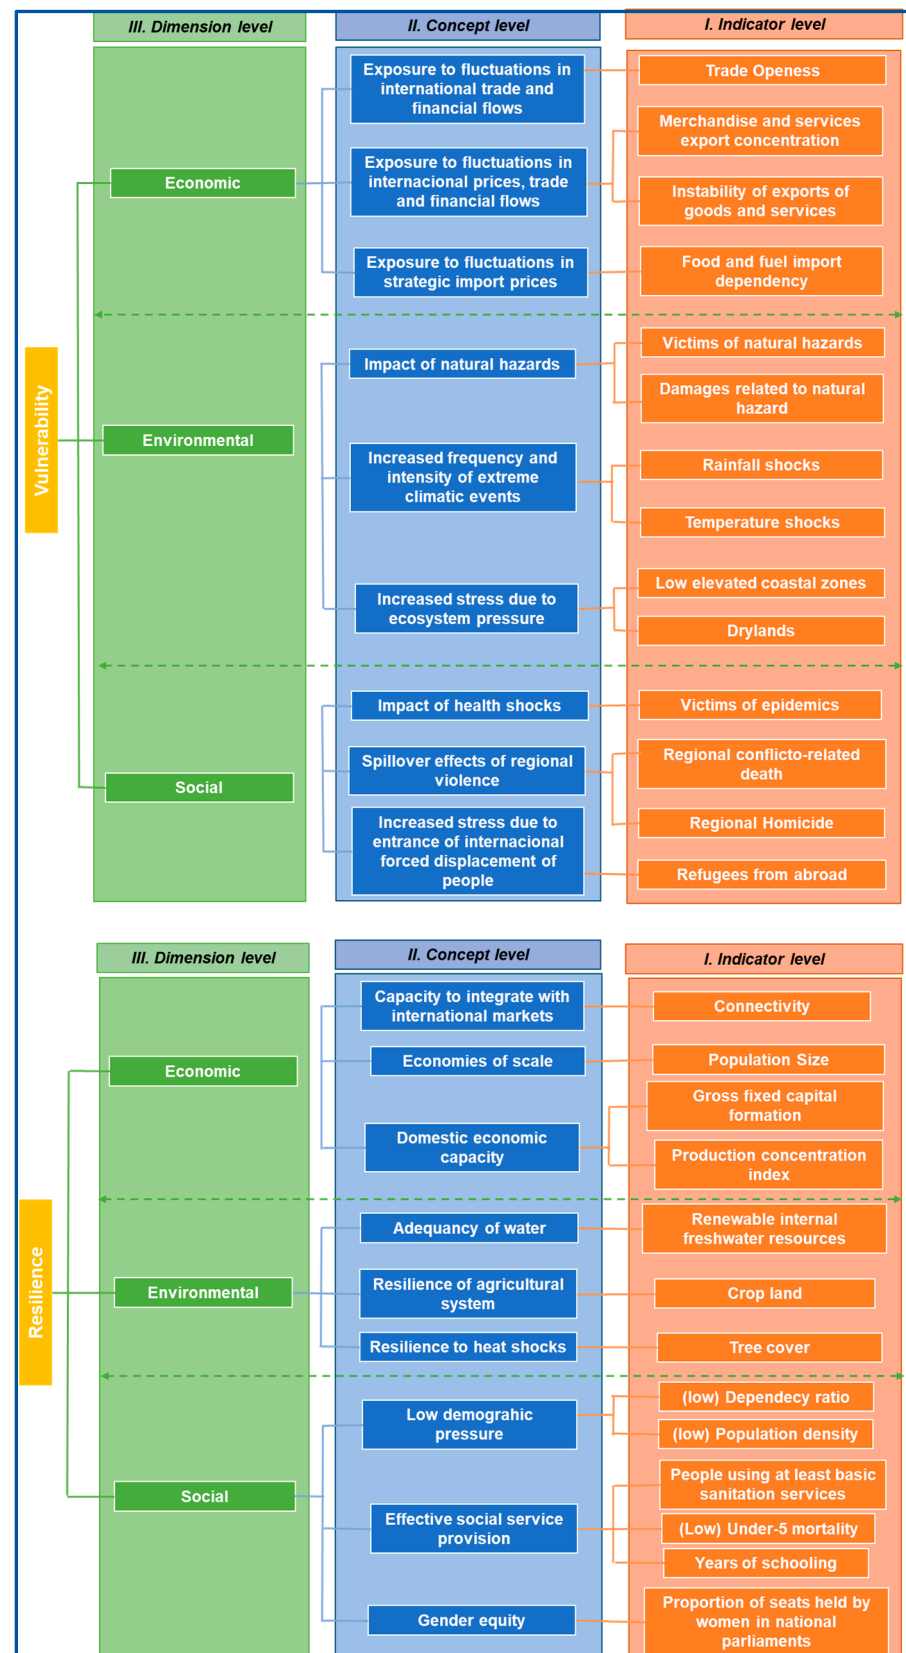 III. Dimension level
II. Concept level
I. Indicator level
Vulnerability
Economic
Exposure to fluctuations in
international trade and
financial flows
Trade Openess
Exposure to fluctuations in
internacional prices, trade
and financial flows
Merchandise and services
export concentration
Instability of exports of
goods and services
Exposure to fluctuations in
strategic import prices
Food and fuel import
dependency
Environmental
Impact of natural hazards
Victims of natural hazards
Damages related to natural
hazard
Increased frequency and
intensity of extreme
climatic events
Rainfall shocks
Temperature shocks
Increased stress due to
ecosystem pressure
Low elevated coastal zones
Drylands
Social
Impact of health shocks
Victims of epidemics
Spillover effects of regional
violence
Regional conflicto-related
death
Regional Homicide
Increased stress due to
entrance of internacional
forced displacement of
people
Refugees from abroad
III. Dimension level
II. Concept level
I. Indicator level
Resilience
Economic
Capacity to integrate with
international markets
Connectivity
Economies of scale
Population Size
Domestic economic
capacity
Gross fixed capital
formation
Production concentration
index
Environmental
Adequancy of water
Renewable internal
freshwater resources
Resilience of agricultural
system
Crop land
Resilience to heat shocks
Tree cover
Social
Low demograhic
pressure
(low) Dependecy ratio
(low) Population density
Effective social service
provision
People using at least basic
sanitation services
(Low) Under-5 mortality
Years of schooling
Gender equity
Proportion of seats held by
women in national
parliaments